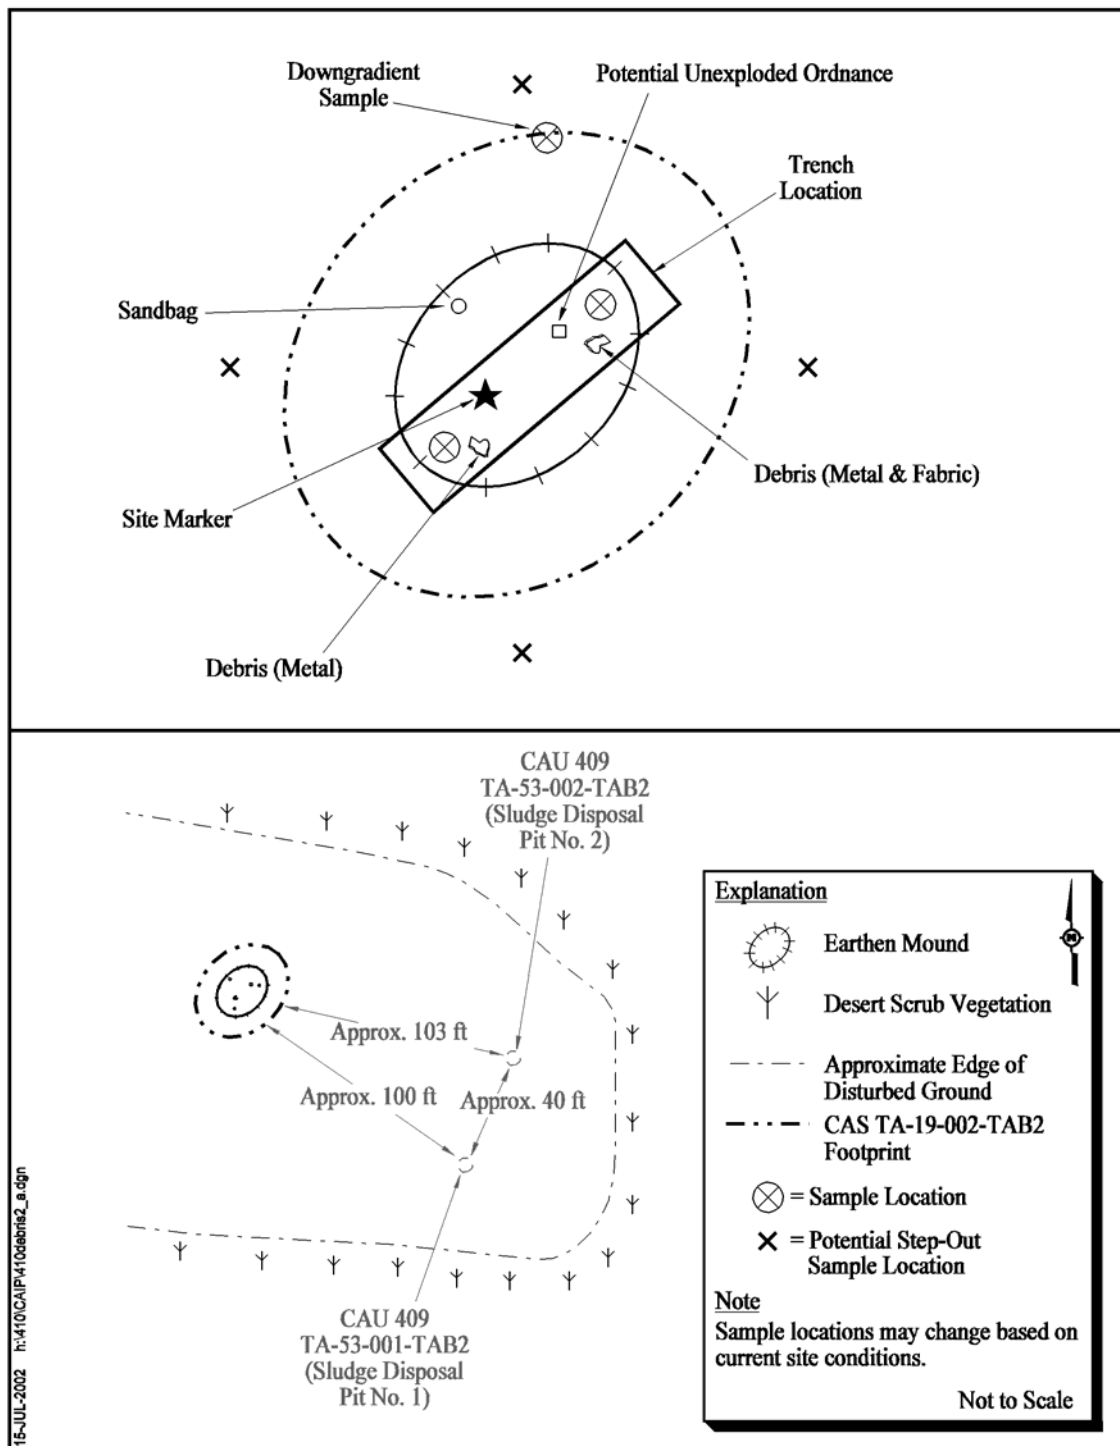 Downgradient
Sample
Potential Unexploded Ordnance
Trench
Location
Sandbag
Debris (Metal & Fabric)
Site Marker
Debris (Metal)
CAU 409
TA-53-002-TAB2
(Sludge Disposal
Pit No. 2)
Approx. 103 ft
Approx. 100 ft
Approx. 40 ft
CAU 409
TA-53-001-TAB2
(Sludge Disposal
Pit No. 1)
Explanation
N
Earthen Mound
Desert Scrub Vegetation
Approximate Edge of
Disturbed Ground
CAS TA-19-002-TAB2
Footprint
= Sample Location
= Potential Step-Out
Sample Location
Note
Sample locations may change based on
current site conditions.
Not to Scale
15-JUL-2002 h:\410\CAIP\410debris2_a.dgn